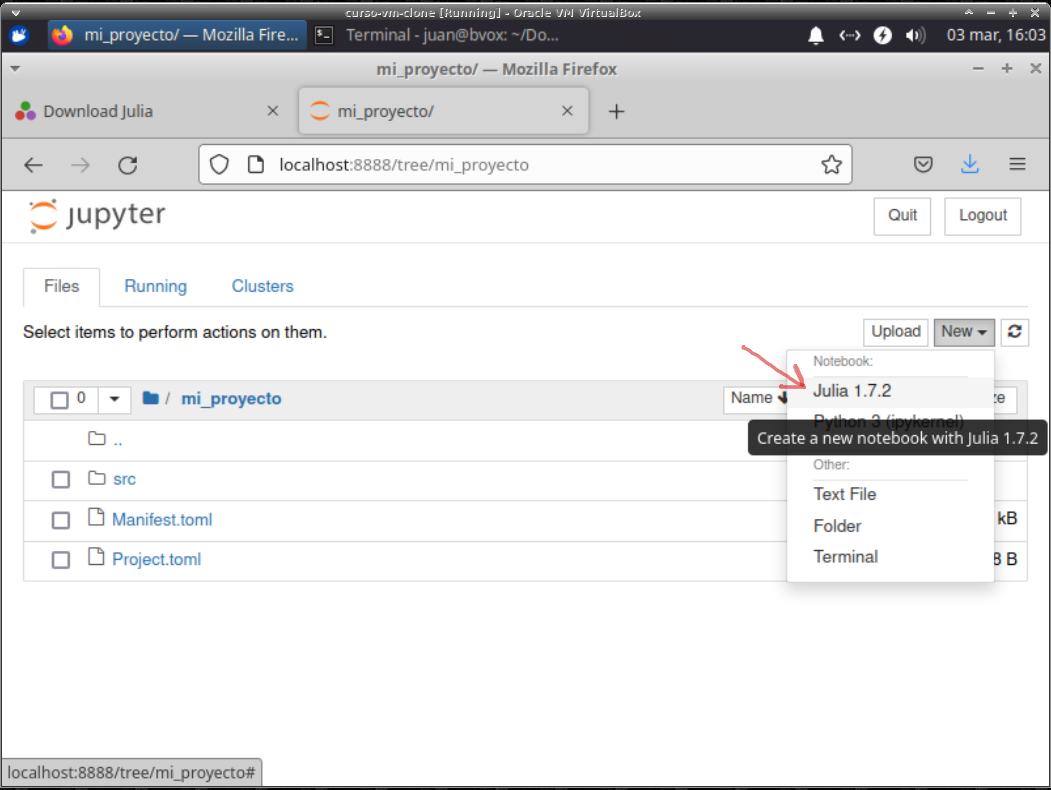 curso-vm-clone [Running] - Oracle VM VirtualBox
mi_proyecto/ — Mozilla Fire... Terminal - juan@bvox: ~/Do... 03 mar, 16:03
mi_proyecto/ — Mozilla Firefox
Download Julia mi_proyecto/
localhost:8888/tree/mi_proyecto
jupyter Quit Logout
Files Running Clusters
Select items to perform actions on them. Upload New
Notebook:
0 / mi_proyecto Name Julia 1.7.2 ze
Python 3 (ipykernel)
.. Create a new notebook with Julia 1.7.2
Other:
src
Text File
Manifest.toml kB
Folder
Project.toml Terminal 8 B
localhost:8888/tree/mi_proyecto#